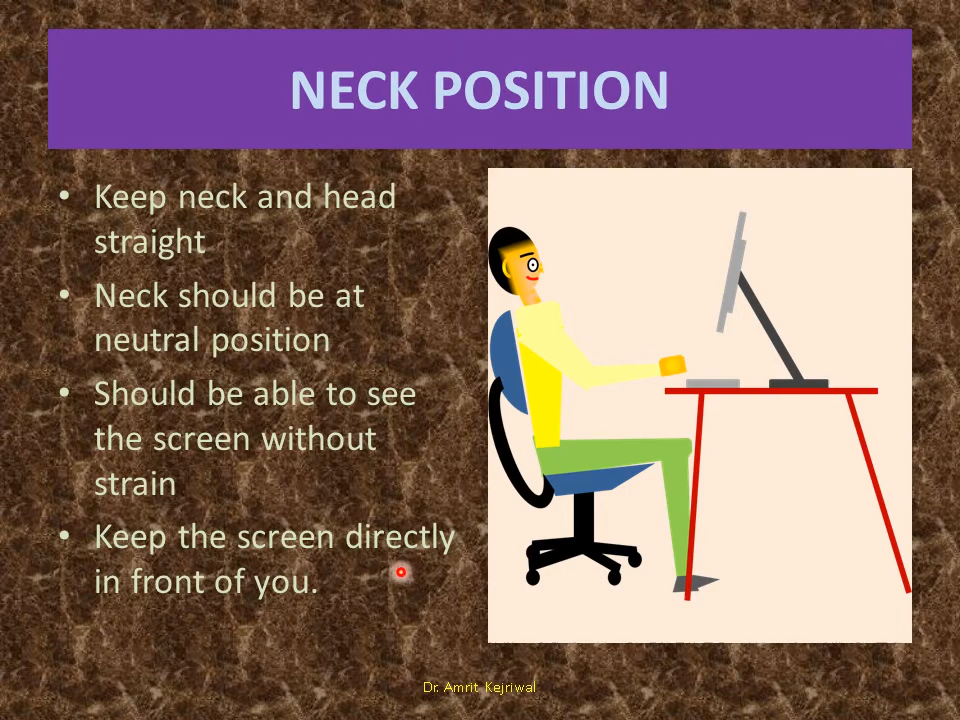 NECK POSITION
• Keep neck and head
straight
• Neck should be at
neutral position
• Should be able to see
the screen without
strain
• Keep the screen directly
in front of you.
Dr. Amrit Kejriwal